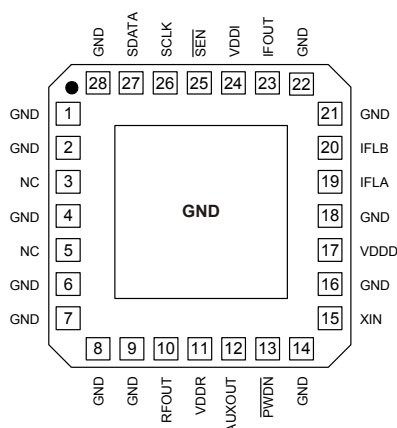 GND SDATA SCLK S̅E̅N̅ VDDI IFOUT GND
28 27 26 25 24 23 22
GND 1 21 GND
GND 2 20 IFLB
NC 3 19 IFLA
GND 4 GND 18 GND
NC 5 17 VDDD
GND 6 16 GND
GND 7 15 XIN
8 9 10 11 12 13 14
GND GND RFOUT VDDR AUXOUT P̅W̅D̅N̅ GND